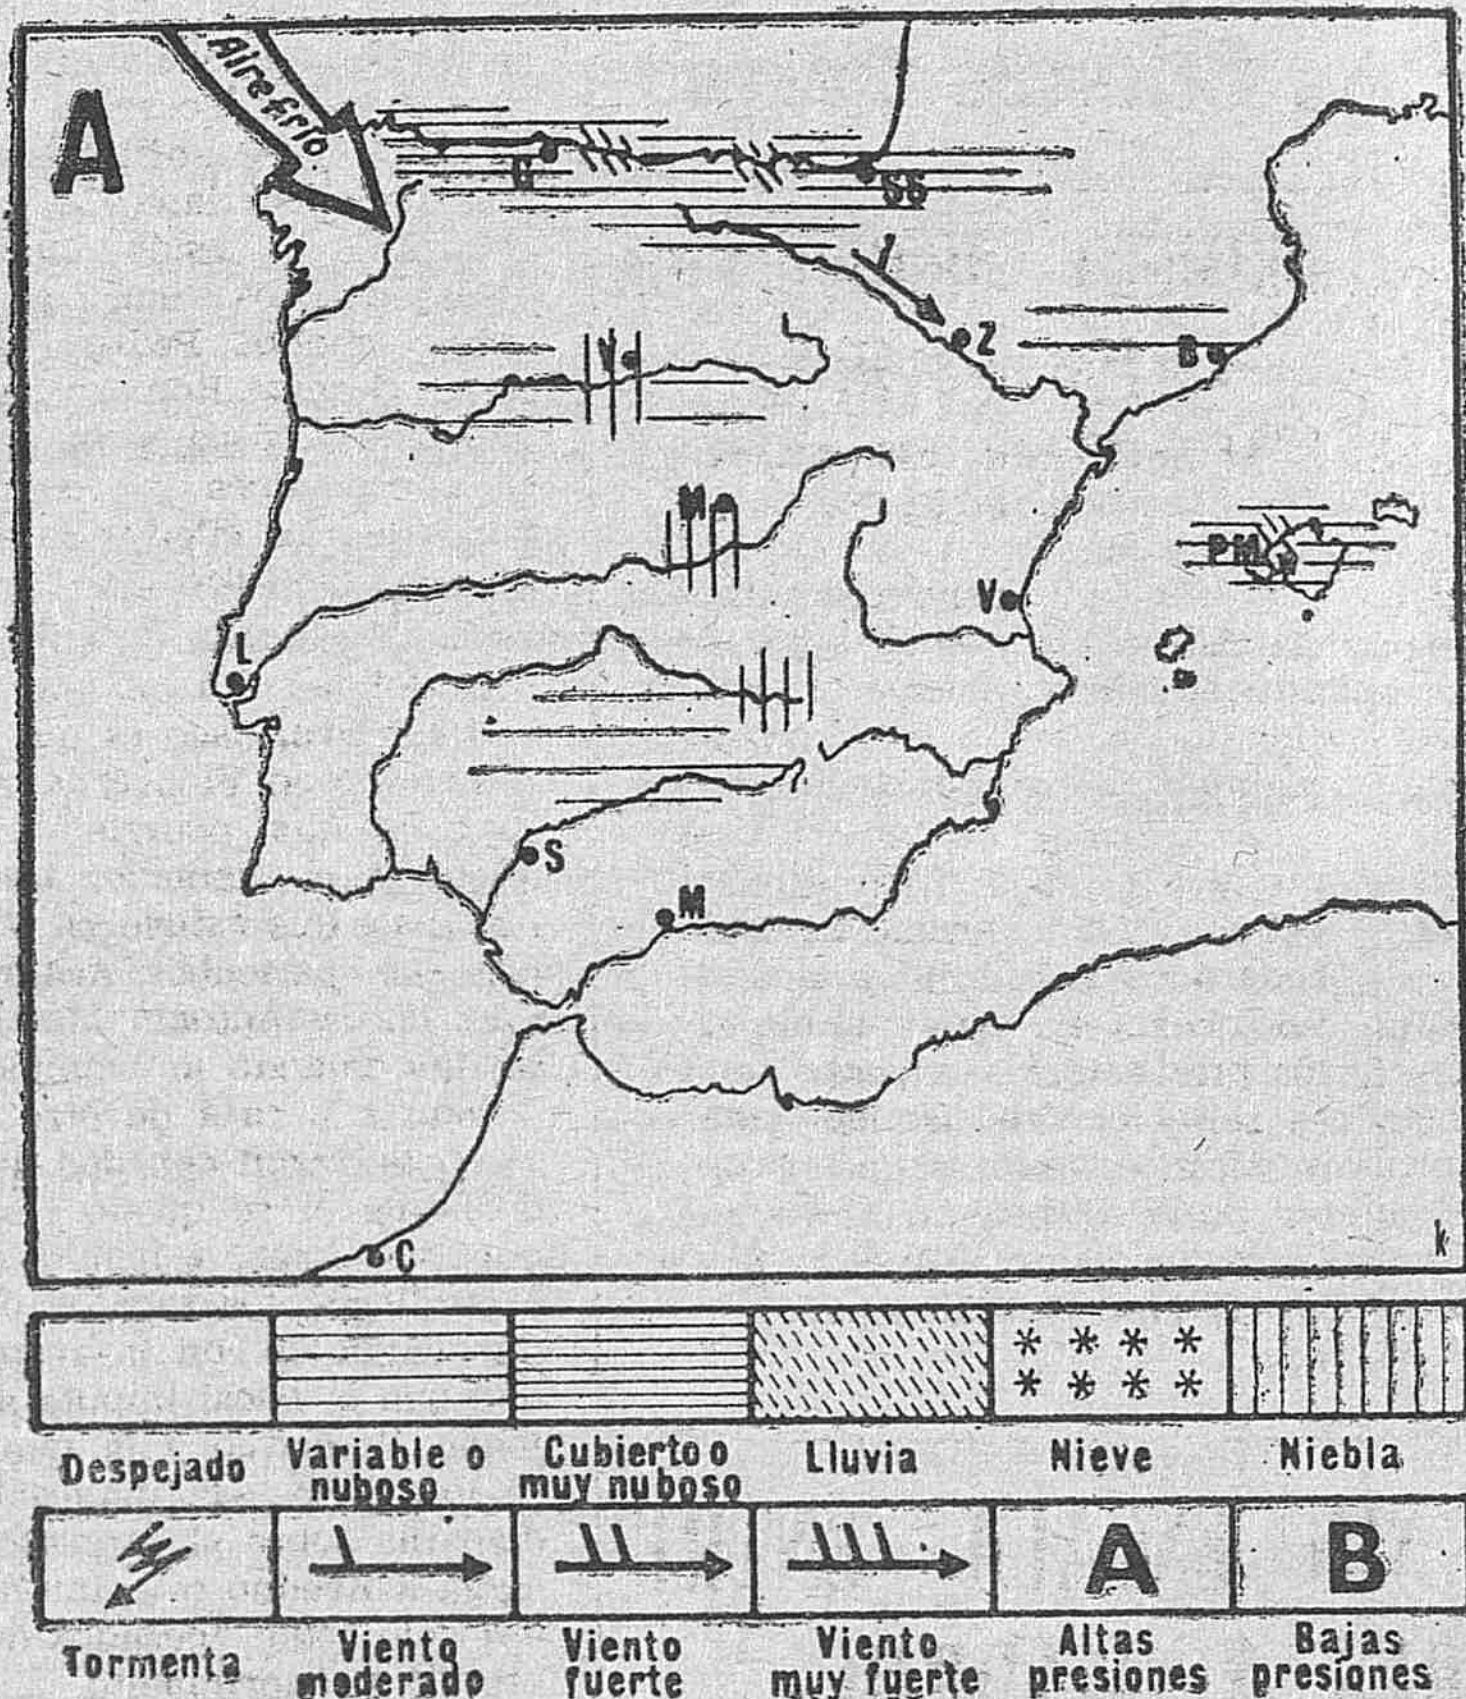 Aire frío
A
G
SS
Z
B
V
M
PM
V
L
S
M
C
k
Despejado
Variable o nuboso
Cubierto o muy nuboso
Lluvia
Nieve
Niebla
A
B
Tormenta
Viento moderado
Viento fuerte
Viento muy fuerte
Altas presiones
Bajas presiones